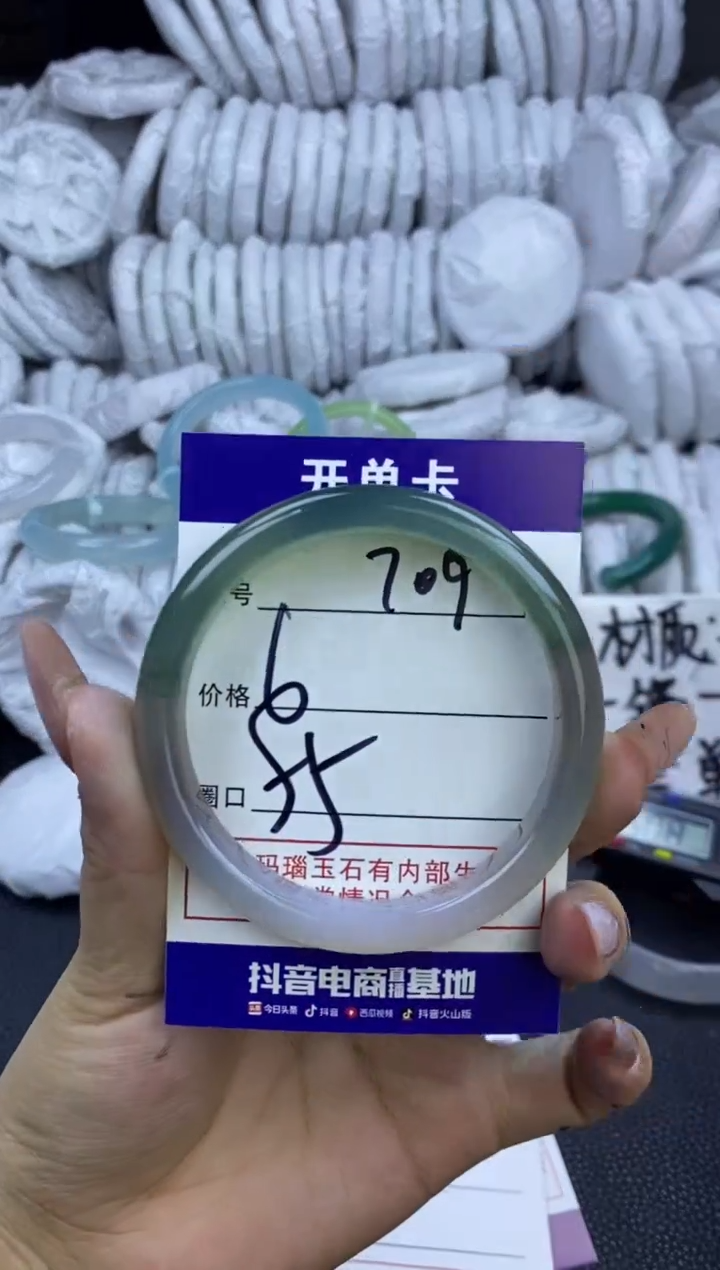 开单卡
号 709
价格 6
圈口
玛瑙玉石有内部生
抖音电商直播基地
今日头条 抖音 西瓜视频 抖音火山版
材质